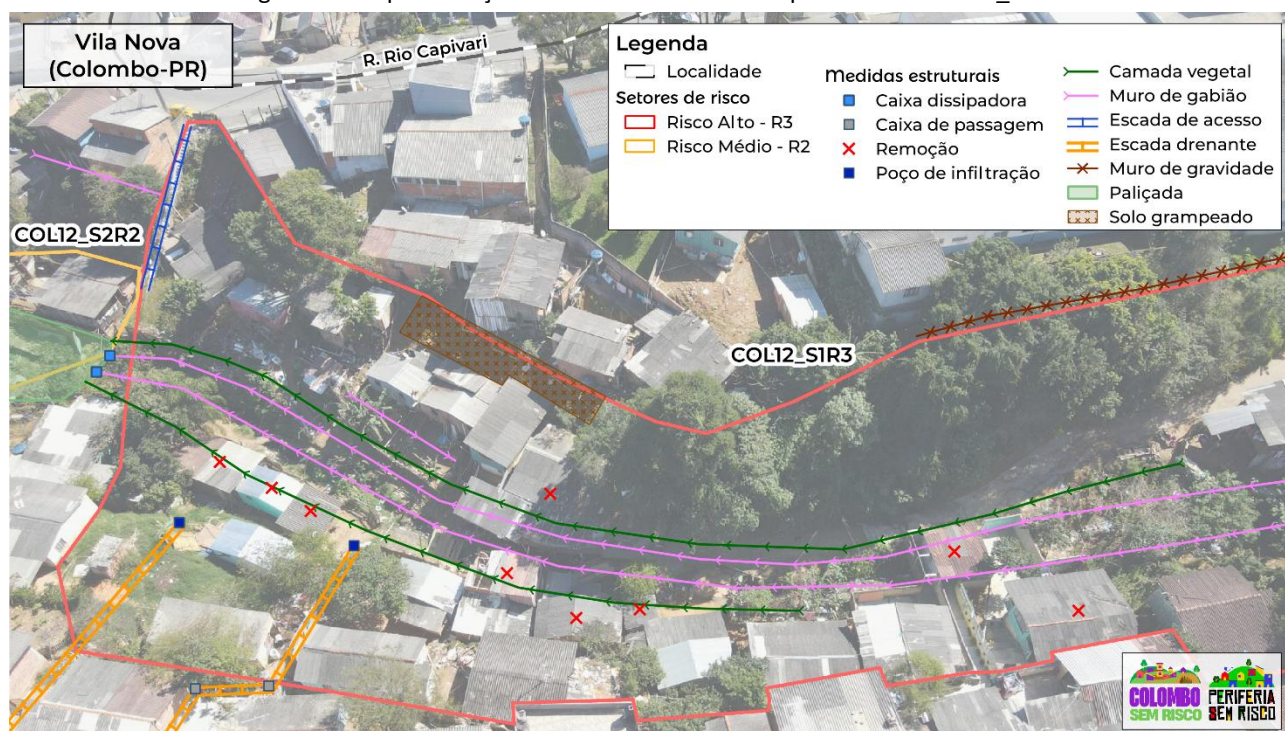 Vila Nova
(Colombo-PR)
R. Rio Capivari
Legenda
Localidade
Setores de risco
Risco Alto - R3
Risco Médio - R2
Medidas estruturais
Caixa dissipadora
Caixa de passagem
Remoção
Poço de infiltração
Camada vegetal
Muro de gabião
Escada de acesso
Escada drenante
Muro de gravidade
Paliçada
Solo grampeado
COL12_S2R2
COL12_S1R3
COLOMBO
SEM RISCO
PERIFERIA
SEM RISCO